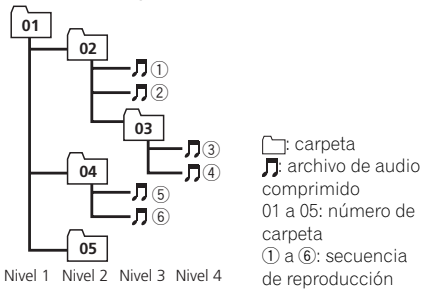 01
02
①
②
03
③
④
04
⑤
⑥
05
Nivel 1 Nivel 2 Nivel 3 Nivel 4
: carpeta
: archivo de audio
comprimido
01 a 05: número de
carpeta
① a ⑥: secuencia
de reproducción